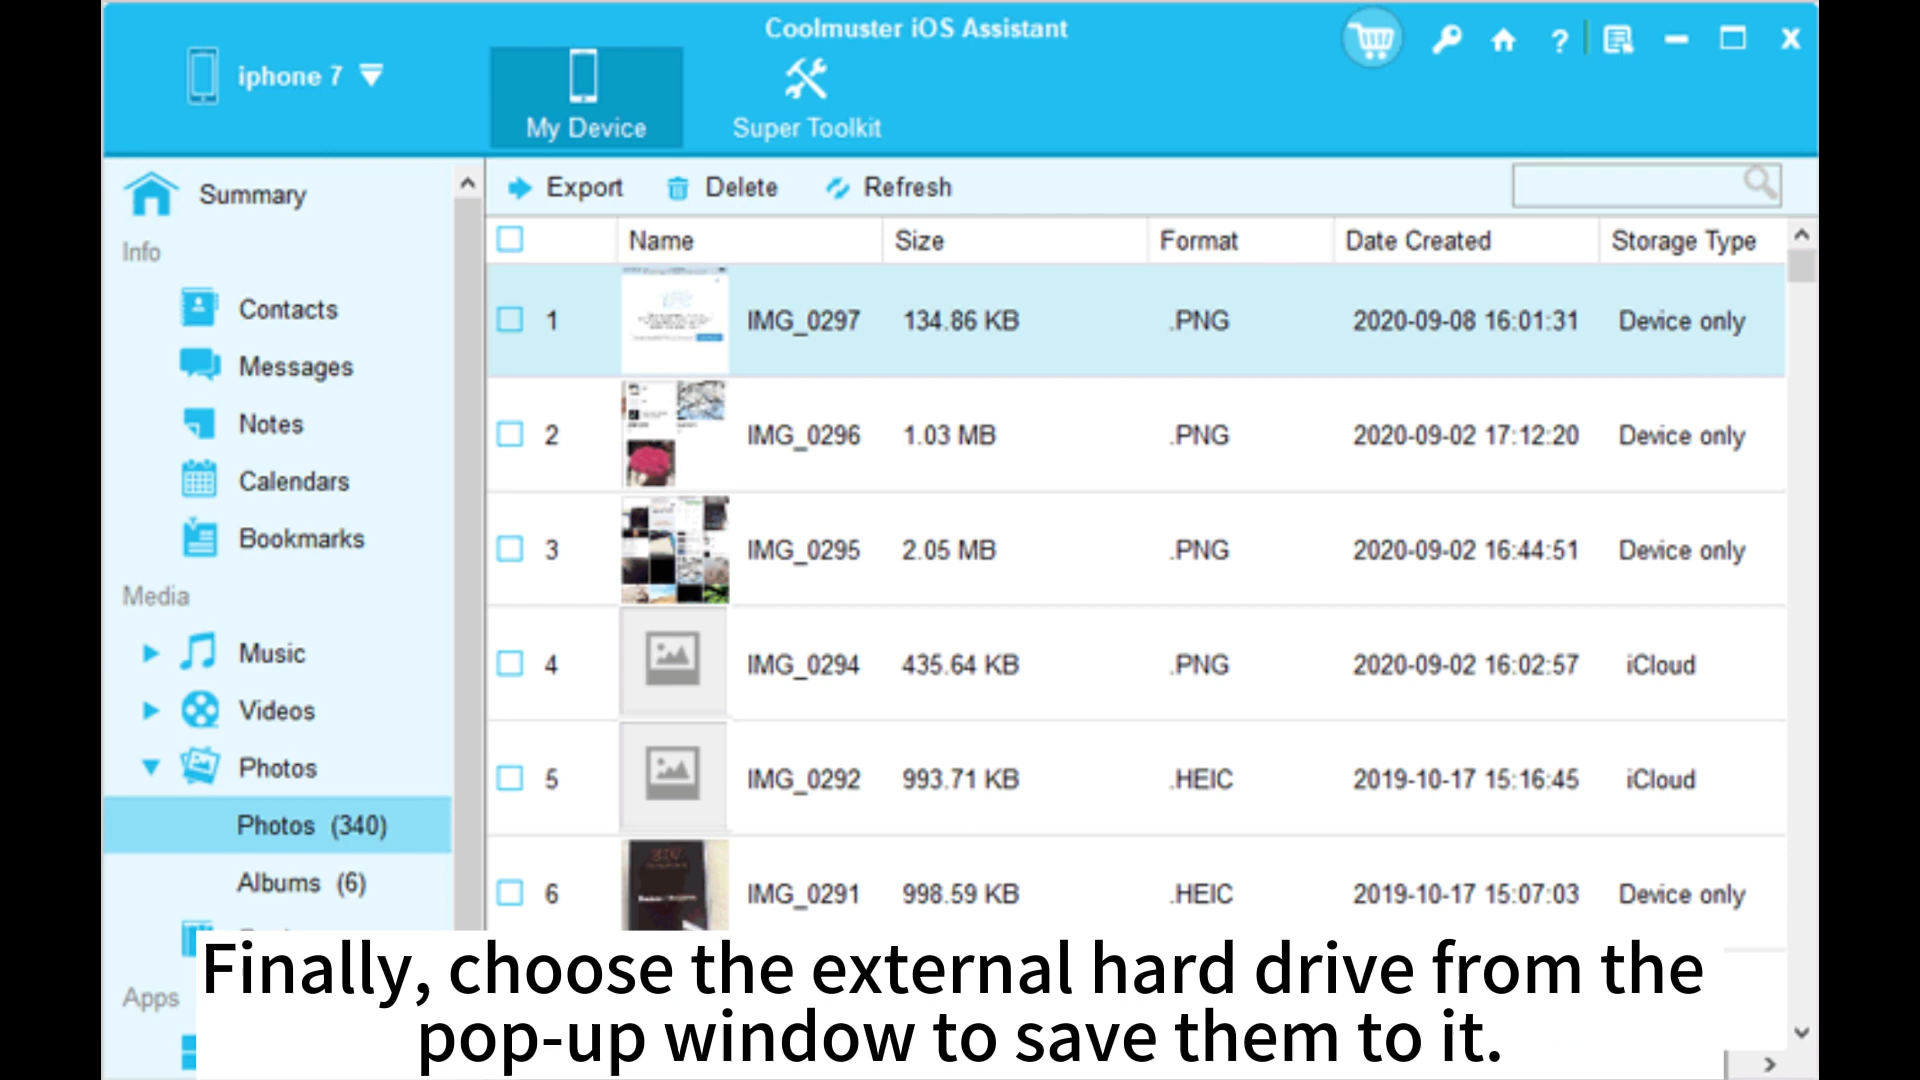 Coolmuster iOS Assistant
iphone 7
My Device
Super Toolkit
?
Summary
Info
Contacts
Messages
Notes
Calendars
Bookmarks
Media
Music
Videos
Photos
Photos (340)
Albums (6)
Apps
Export Delete Refresh
Name Size Format Date Created Storage Type
1 IMG_0297 134.86 KB .PNG 2020-09-08 16:01:31 Device only
2 IMG_0296 1.03 MB .PNG 2020-09-02 17:12:20 Device only
3 IMG_0295 2.05 MB .PNG 2020-09-02 16:44:51 Device only
4 IMG_0294 435.64 KB .PNG 2020-09-02 16:02:57 iCloud
5 IMG_0292 993.71 KB .HEIC 2019-10-17 15:16:45 iCloud
6 IMG_0291 998.59 KB .HEIC 2019-10-17 15:07:03 Device only
Finally, choose the external hard drive from the
pop-up window to save them to it.